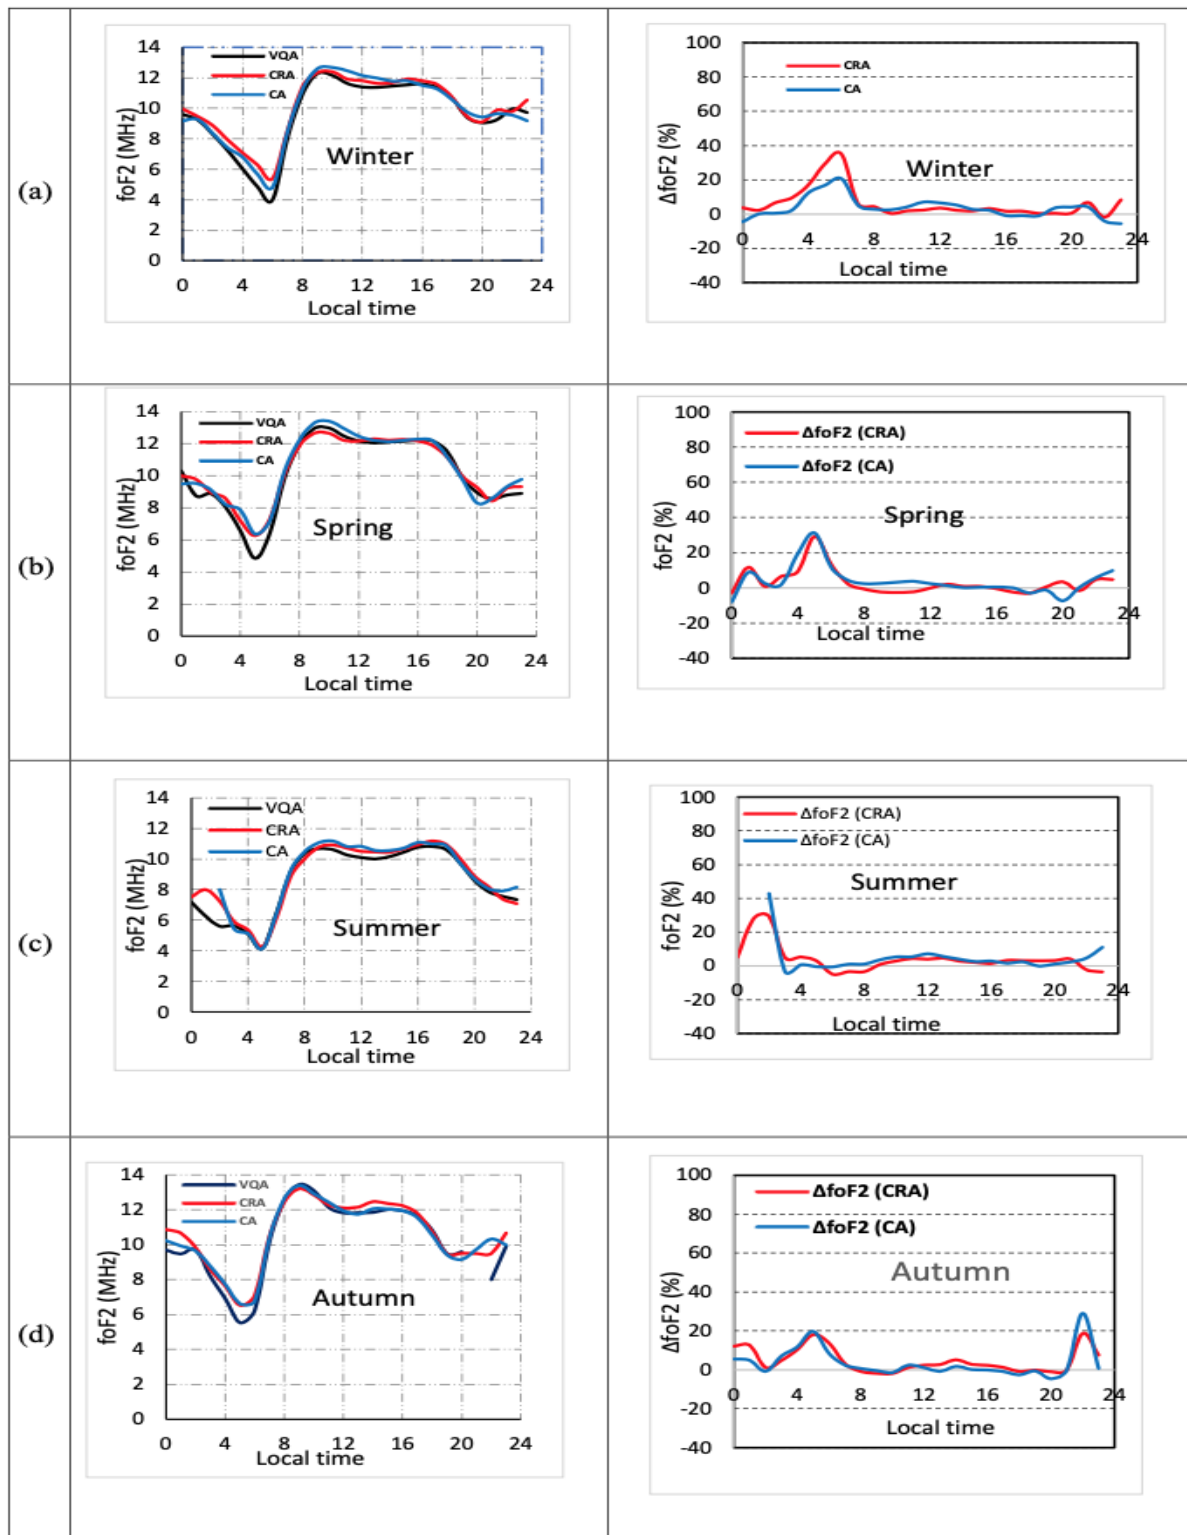 (a)
14
12
10
8
6
4
2
0
foF2 (MHz)
VQA
CRA
CA
Winter
0 4 8 12 16 20 24
Local time
100
80
60
40
20
0
-20
-40
ΔfoF2 (%)
CRA
CA
Winter
0 4 8 12 16 20 24
Local time
(b)
14
12
10
8
6
4
2
0
foF2 (MHz)
VQA
CRA
CA
Spring
0 4 8 12 16 20 24
Local time
100
80
60
40
20
0
-20
-40
foF2 (%)
ΔfoF2 (CRA)
ΔfoF2 (CA)
Spring
0 4 8 12 16 20 24
Local time
(c)
14
12
10
8
6
4
2
0
foF2 (MHz)
VQA
CRA
CA
Summer
0 4 8 12 16 20 24
Local time
100
80
60
40
20
0
-20
-40
foF2 (%)
ΔfoF2 (CRA)
ΔfoF2 (CA)
Summer
0 4 8 12 16 20 24
Local time
(d)
14
12
10
8
6
4
2
0
foF2 (MHz)
VQA
CRA
CA
Autumn
0 4 8 12 16 20 24
Local time
100
80
60
40
20
0
-20
-40
ΔfoF2 (%)
ΔfoF2 (CRA)
ΔfoF2 (CA)
Autumn
0 4 8 12 16 20 24
Local time